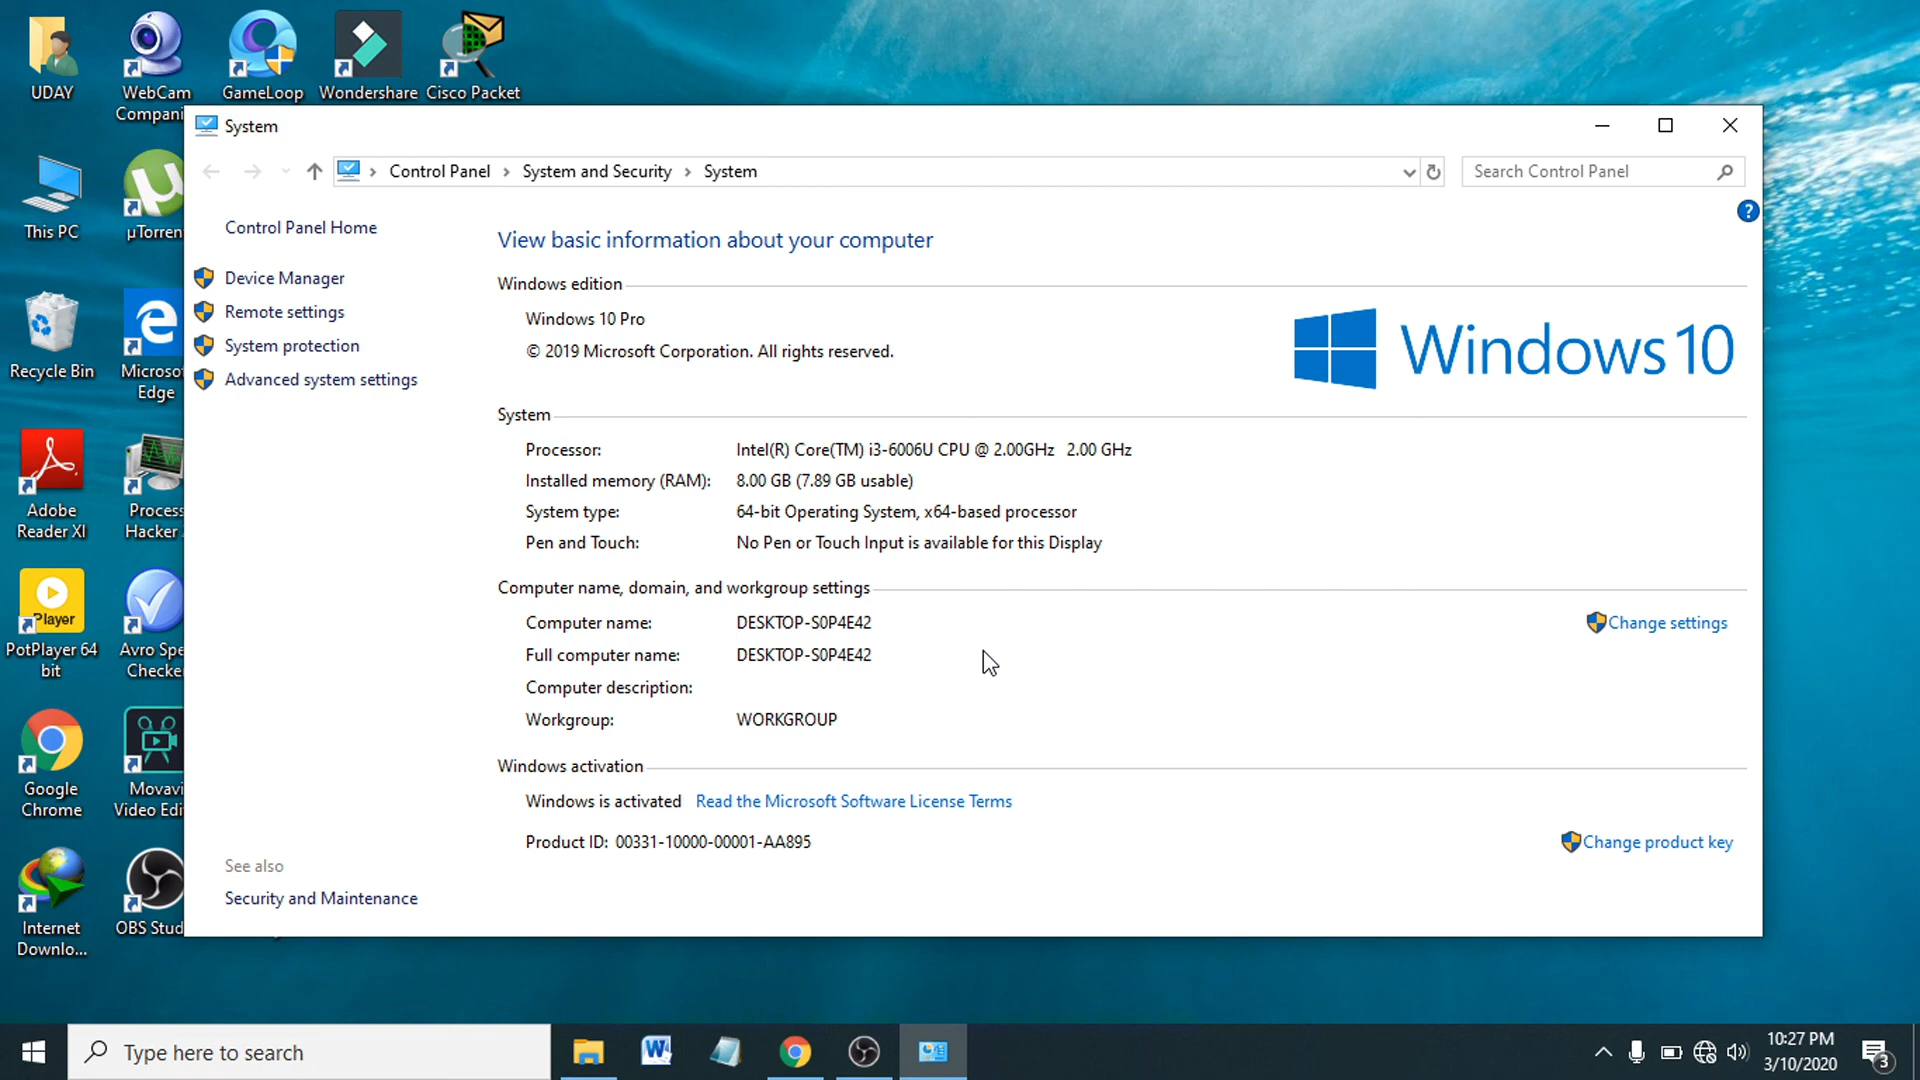 UDAY
WebCam
Compani
GameLoop
Wondershare
Cisco Packet
This PC
µTorren
Recycle Bin
Microso
Edge
Adobe
Reader XI
Process
Hacker
Player
PotPlayer 64
bit
Avro Spe
Checke
Google
Chrome
Movavi
Video Edi
Internet
Downlo...
OBS Stud
System
Control Panel > System and Security > System
Search Control Panel
?
Control Panel Home
Device Manager
Remote settings
System protection
Advanced system settings
See also
Security and Maintenance
View basic information about your computer
Windows edition
Windows 10 Pro
© 2019 Microsoft Corporation. All rights reserved.
Windows 10
System
Processor: Intel(R) Core(TM) i3-6006U CPU @ 2.00GHz 2.00 GHz
Installed memory (RAM): 8.00 GB (7.89 GB usable)
System type: 64-bit Operating System, x64-based processor
Pen and Touch: No Pen or Touch Input is available for this Display
Computer name, domain, and workgroup settings
Computer name: DESKTOP-S0P4E42
Change settings
Full computer name: DESKTOP-S0P4E42
Computer description:
Workgroup: WORKGROUP
Windows activation
Windows is activated Read the Microsoft Software License Terms
Product ID: 00331-10000-00001-AA895
Change product key
Type here to search
10:27 PM
3/10/2020
3